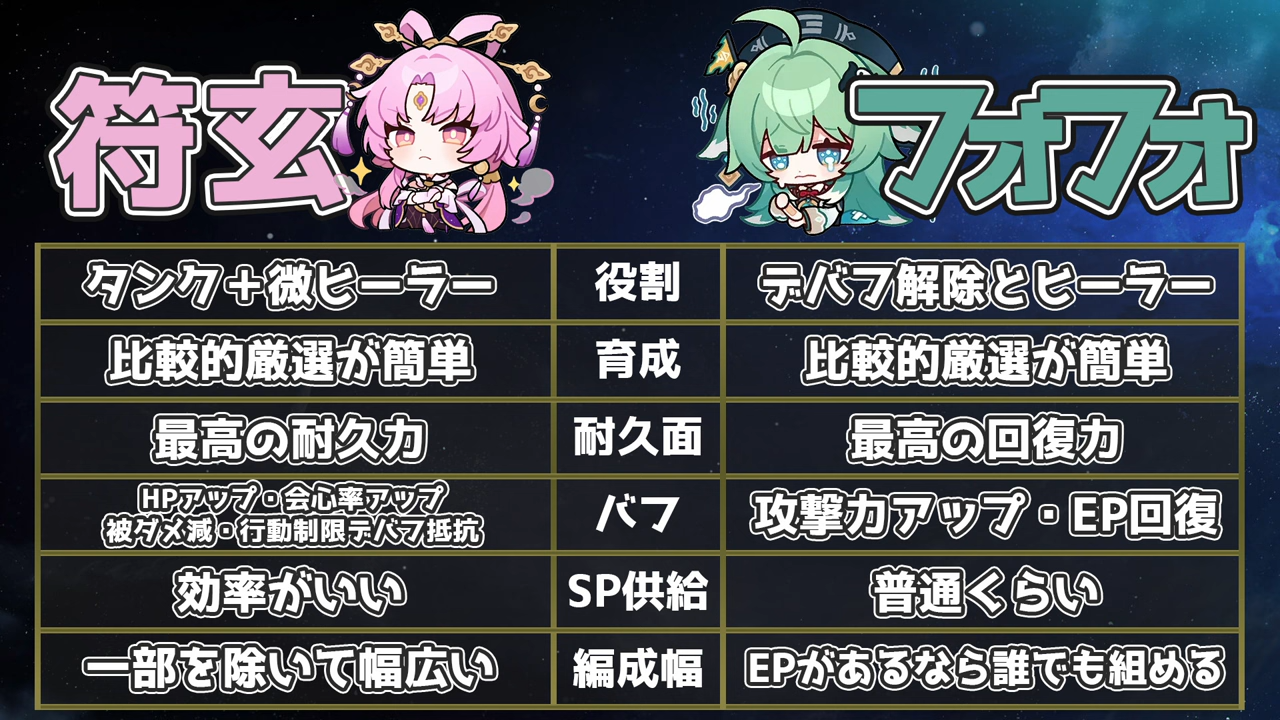 符玄
フォフォ
タンク＋微ヒーラー
役割
デバフ解除とヒーラー
比較的厳選が簡単
育成
比較的厳選が簡単
最高の耐久力
耐久面
最高の回復力
HPアップ・会心率アップ
被ダメ減・行動制限デバフ抵抗
バフ
攻撃力アップ・EP回復
効率がいい
SP供給
普通くらい
一部を除いて幅広い
編成幅
EPがあるなら誰でも組める